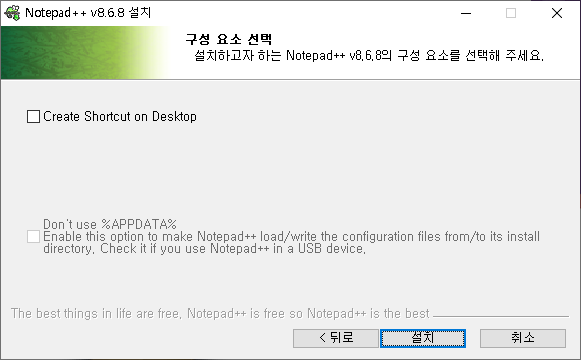 Notepad++ v8.6.8 설치
구성 요소 선택
설치하고자 하는 Notepad++ v8.6.8의 구성 요소를 선택해 주세요.
Create Shortcut on Desktop
Don't use %APPDATA%
Enable this option to make Notepad++ load/write the configuration files from/to its install
directory. Check it if you use Notepad++ in a USB device.
The best things in life are free. Notepad++ is free so Notepad++ is the best
< 뒤로
설치
취소